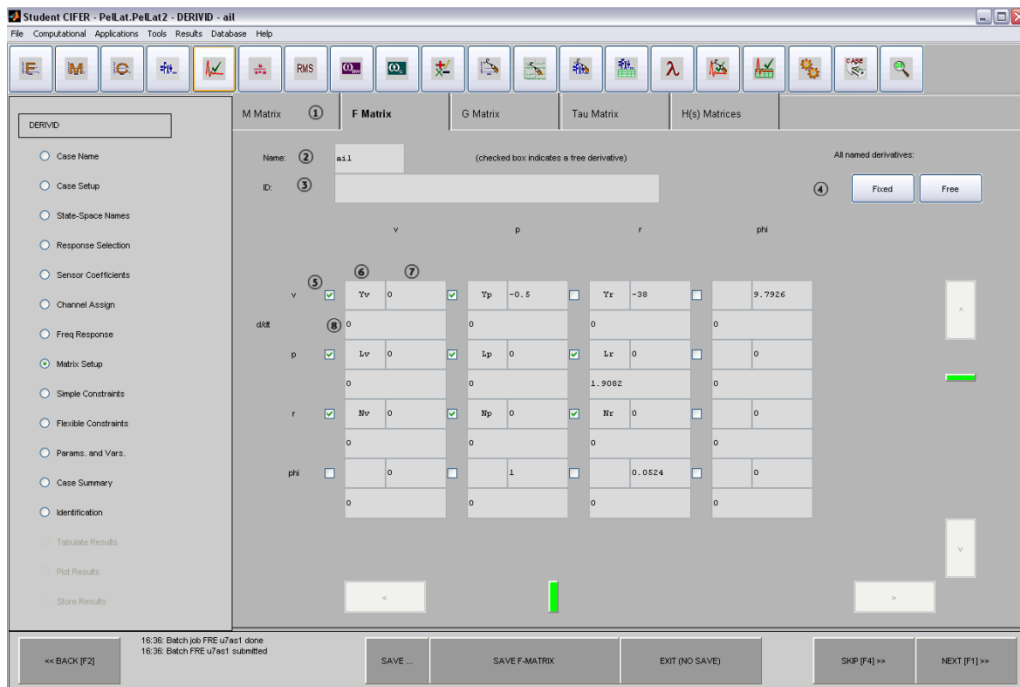 Student CIFER - PelLat.PelLat2 - DERIVID - ail
File Computational Applications Tools Results Database Help
RMS
CASE
DERIVID
Case Name
Case Setup
State-Space Names
Response Selection
Sensor Coefficients
Channel Assign
Freq Response
Matrix Setup
Simple Constraints
Flexible Constraints
Params. and Vars.
Case Summary
Identification
Tabulate Results
Plot Results
Store Results
M Matrix ① F Matrix G Matrix Tau Matrix H(s) Matrices
Name: ② ail (checked box indicates a free derivative) All named derivatives:
ID: ③ ④ Fixed Free
v p r phi
⑤ ⑥ ⑦
v Yv 0 Yp -0.5 Yr -38 9.7926
d/dt ⑧ 0 0 0 0
p Lv 0 Lp 0 Lr 0 0
0 0 1.9082 0
r Nv 0 Np 0 Nr 0 0
0 0 0 0
phi 0 1 0.0524 0
0 0 0 0
^
v
< >
<< BACK [F2]
16:36: Batch job FRE u7as1 done
16:36: Batch FRE u7as1 submitted
SAVE ... SAVE F-MATRIX EXIT (NO SAVE) SKIP [F4] >> NEXT [F1] >>